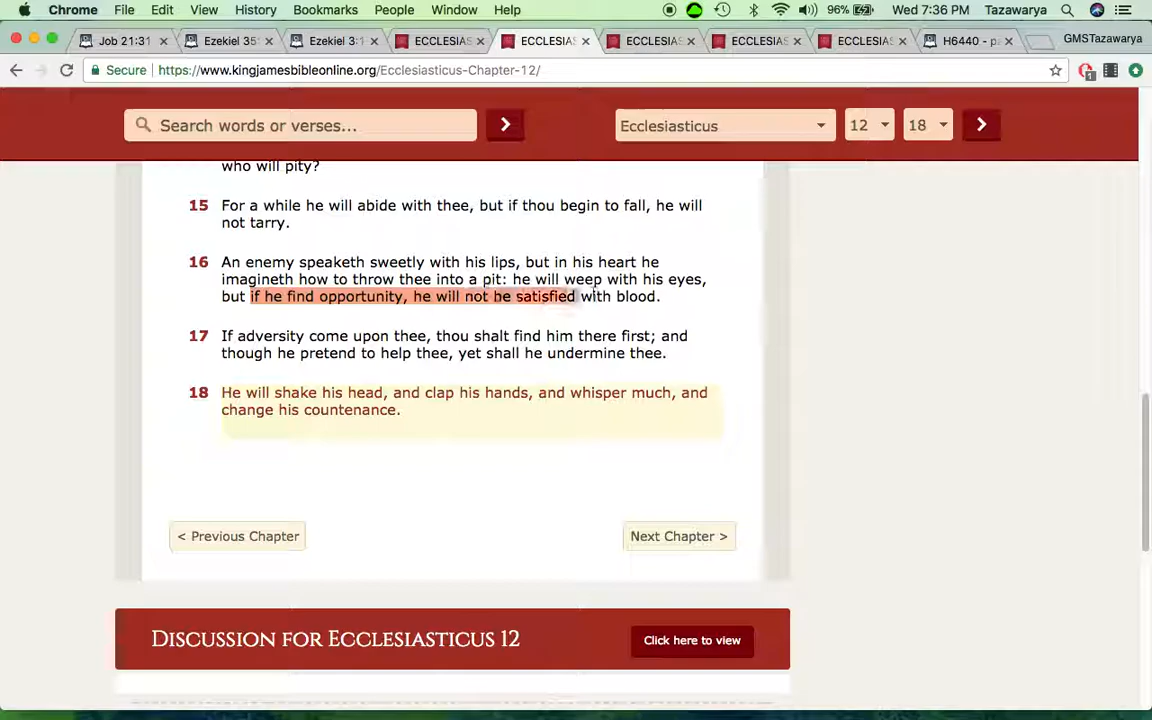 Chrome File Edit View History Bookmarks People Window Help 96% Wed 7:36 PM Tazawarya
Job 21:31 Ezekiel 35: Ezekiel 3:1 ECCLESIAS ECCLESIAS ECCLESIAS ECCLESIAS ECCLESIAS H6440 - pa GMSTazawarya
Secure https://www.kingjamesbibleonline.org/Ecclesiasticus-Chapter-12/ 1
Search words or verses... Ecclesiasticus 12 18
who will pity?
15 For a while he will abide with thee, but if thou begin to fall, he will
not tarry.
16 An enemy speaketh sweetly with his lips, but in his heart he
imagineth how to throw thee into a pit: he will weep with his eyes,
but if he find opportunity, he will not be satisfied with blood.
17 If adversity come upon thee, thou shalt find him there first; and
though he pretend to help thee, yet shall he undermine thee.
18 He will shake his head, and clap his hands, and whisper much, and
change his countenance.
< Previous Chapter Next Chapter >
Discussion for Ecclesiasticus 12 Click here to view